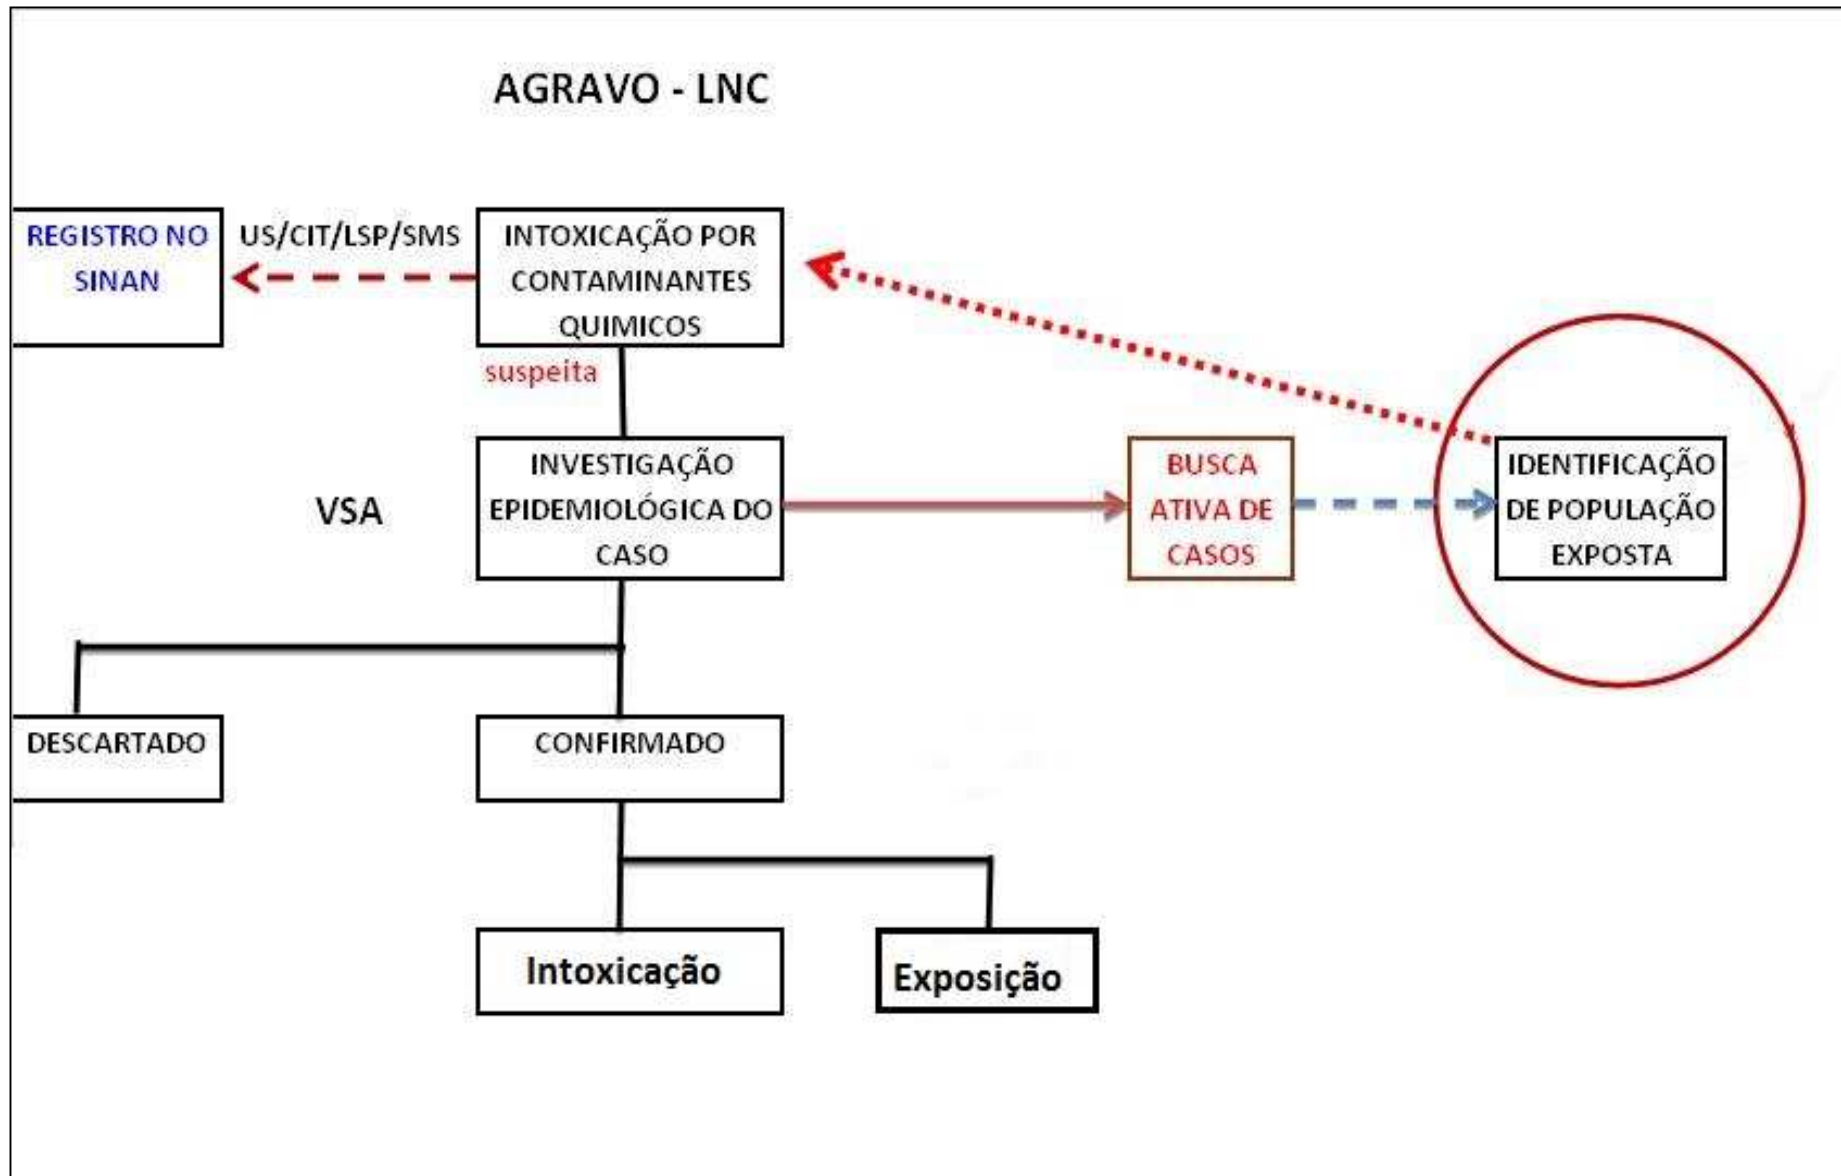 AGRAVO - LNC
REGISTRO NO
SINAN
US/CIT/LSP/SMS
INTOXICAÇÃO POR
CONTAMINANTES
QUIMICOS
suspeita
VSA
INVESTIGAÇÃO
EPIDEMIOLÓGICA DO
CASO
BUSCA
ATIVA DE
CASOS
IDENTIFICAÇÃO
DE POPULAÇÃO
EXPOSTA
DESCARTADO
CONFIRMADO
Intoxicação
Exposição